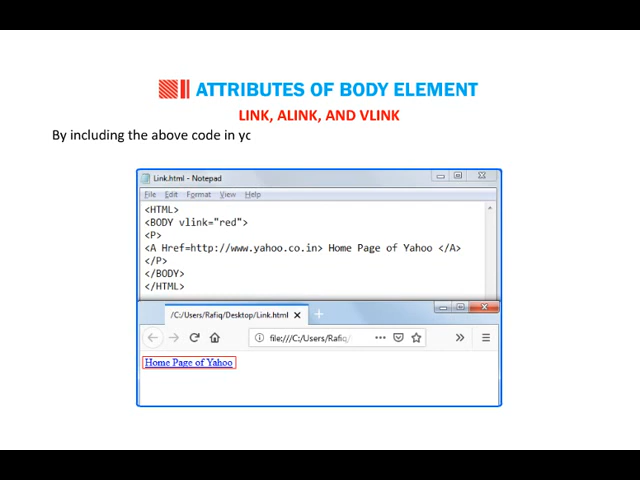 ATTRIBUTES OF BODY ELEMENT
LINK, ALINK, AND VLINK
By including the above code in yc
Link.html - Notepad
File Edit Format View Help
<HTML>
<BODY vlink="red">
<P>
<A Href=http://www.yahoo.co.in> Home Page of Yahoo </A>
</P>
</BODY>
</HTML>
/C:/Users/Rafiq/Desktop/Link.html
file:///C:/Users/Rafiq/
Home Page of Yahoo